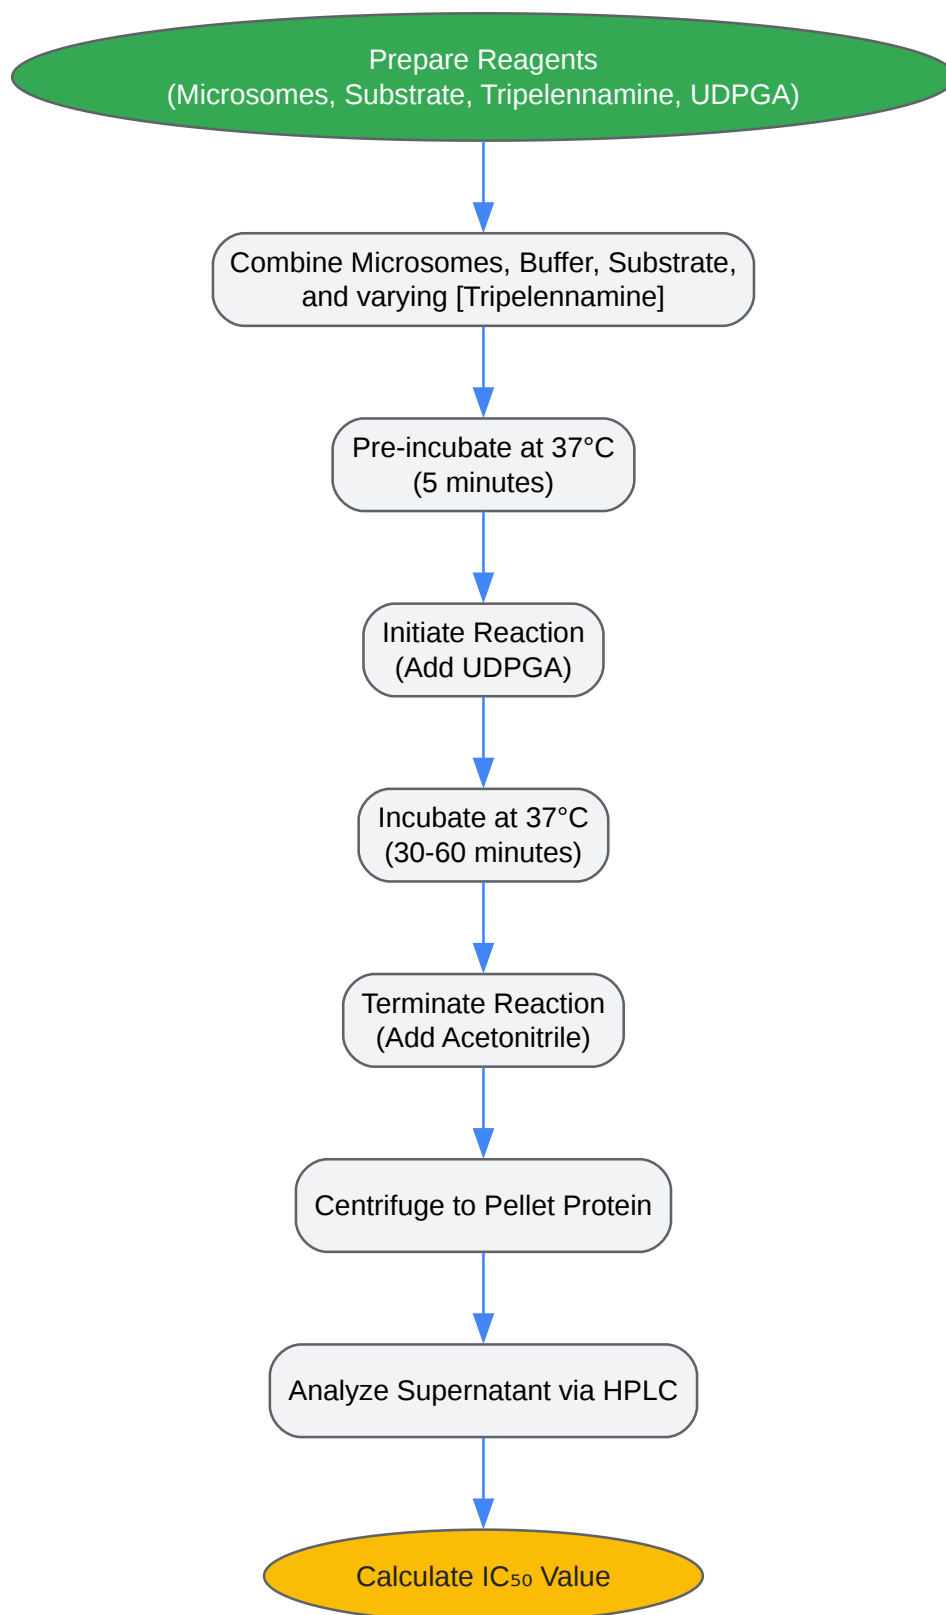 Prepare Reagents
(Microsomes, Substrate, Tripelennamine, UDPGA)
Combine Microsomes, Buffer, Substrate,
and varying [Tripelennamine]
Pre-incubate at 37°C
(5 minutes)
Initiate Reaction
(Add UDPGA)
Incubate at 37°C
(30-60 minutes)
Terminate Reaction
(Add Acetonitrile)
Centrifuge to Pellet Protein
Analyze Supernatant via HPLC
Calculate IC₅₀ Value